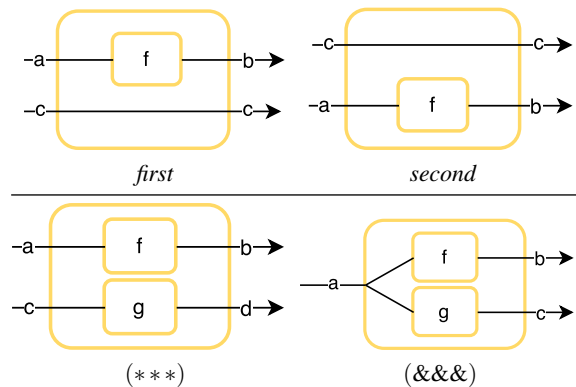 a f b
c c
first
c c
a f b
second
a f b
c g d
(***)
a f b
g c
(&&&)